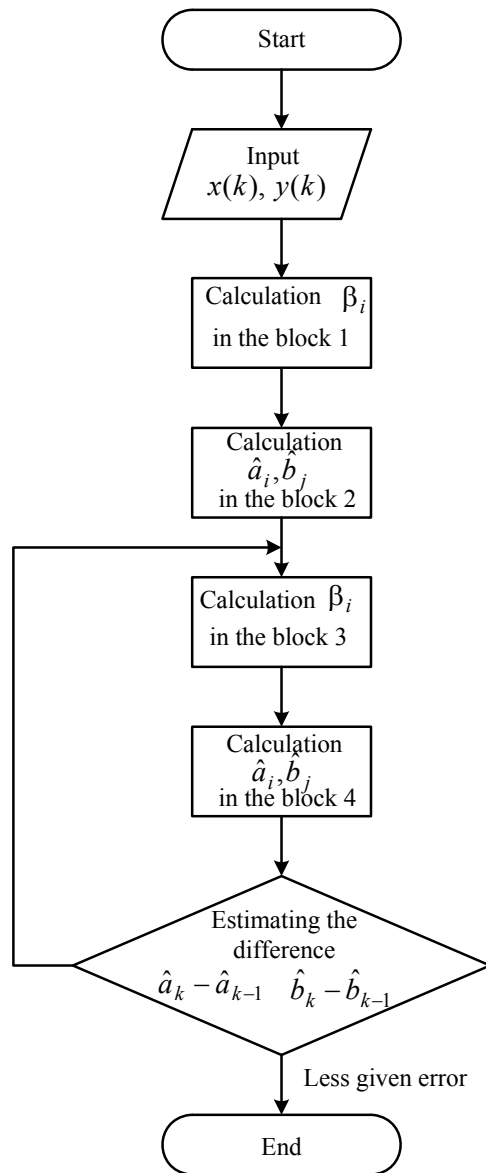 Start
Input
x(k), y(k)
Calculation β_i
in the block 1
Calculation
â_i, b̂_j
in the block 2
Calculation β_i
in the block 3
Calculation
â_i, b̂_j
in the block 4
Estimating the
difference
â_k − â_{k−1} b̂_k − b̂_{k−1}
Less given error
End